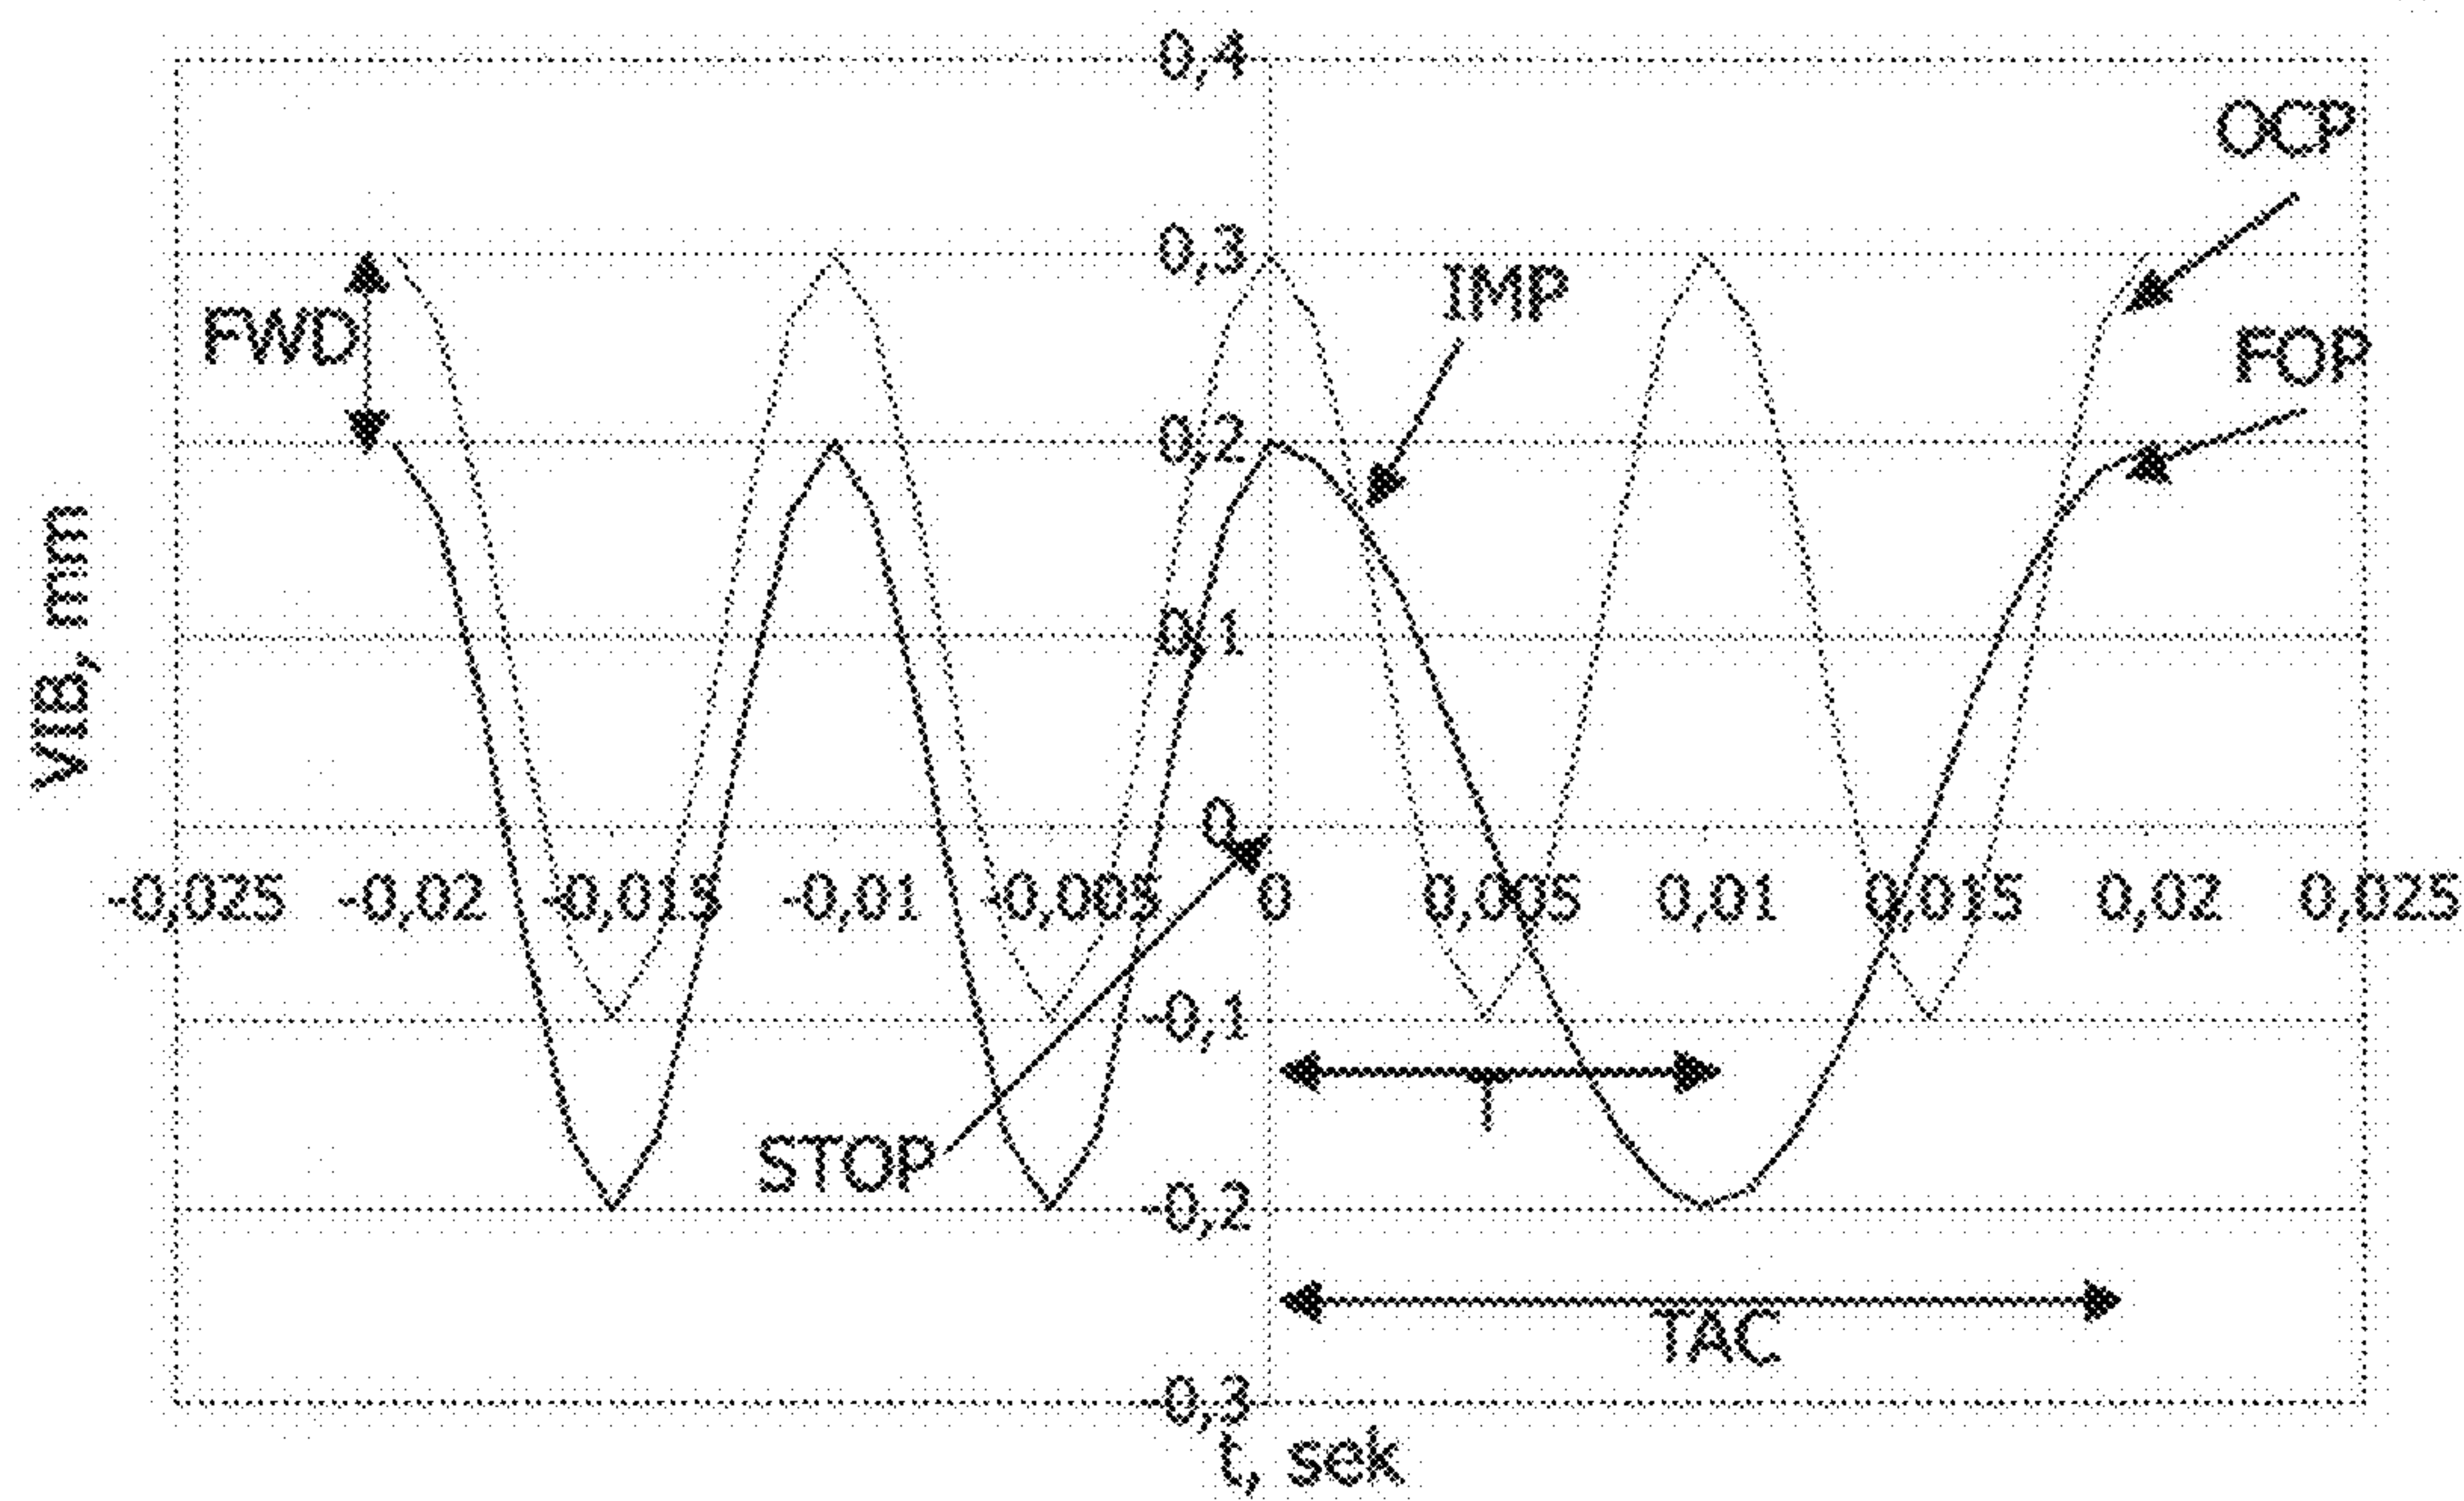 0,4
OCP
0,3
IMP
FWD
FOP
0,2
VIB, mm
0,1
0
-0,025 -0,02 -0,015 -0,01 -0,005 0 0,005 0,01 0,015 0,02 0,025
-0,1
T
STOP
-0,2
TAC
-0,3
t, sek